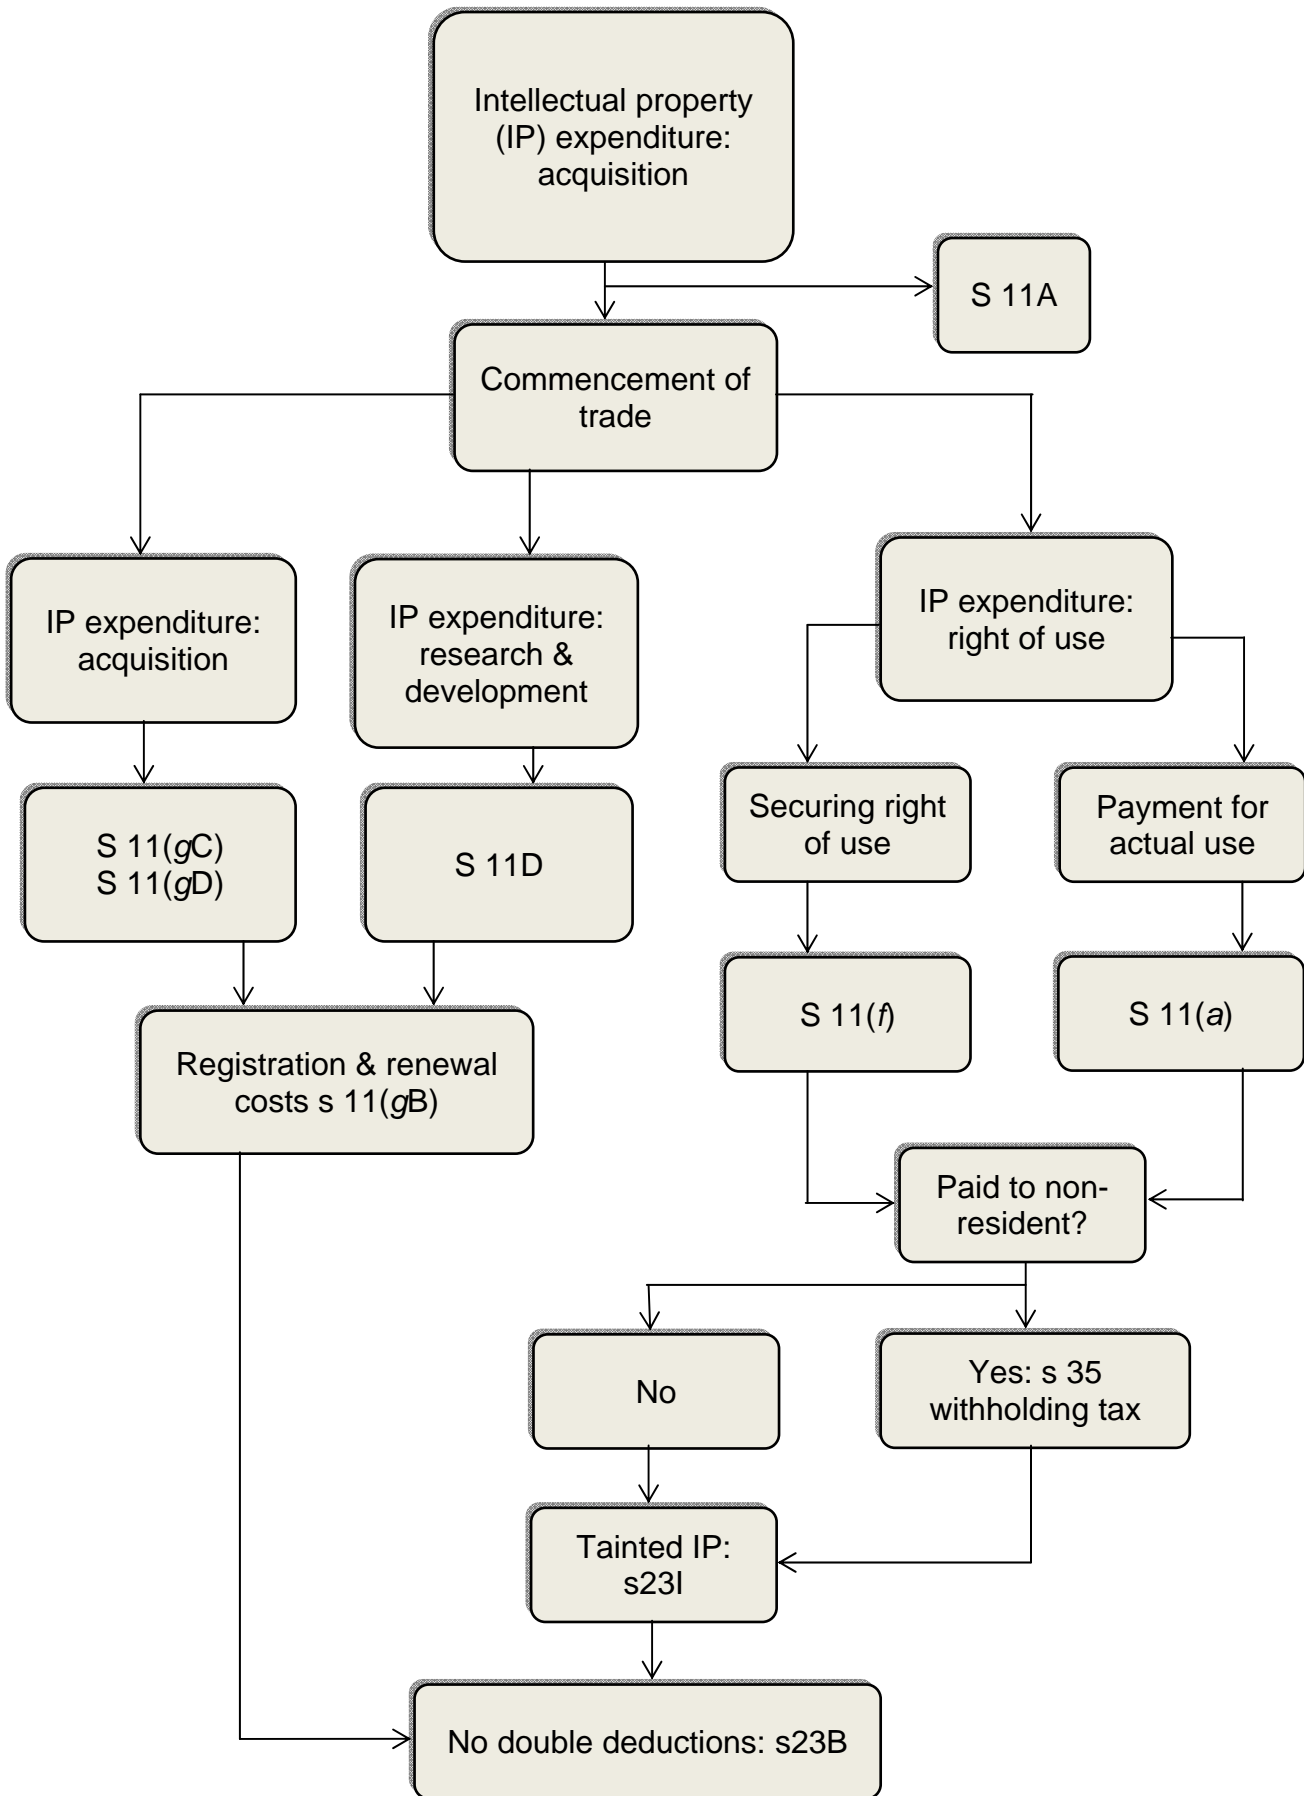 Intellectual property
(IP) expenditure:
acquisition
S 11A
Commencement of
trade
IP expenditure:
acquisition
IP expenditure:
research &
development
IP expenditure:
right of use
S 11(gC)
S 11(gD)
S 11D
Securing right
of use
Payment for
actual use
S 11(f)
S 11(a)
Registration & renewal
costs s 11(gB)
Paid to non-
resident?
No
Yes: s 35
withholding tax
Tainted IP:
s23I
No double deductions: s23B